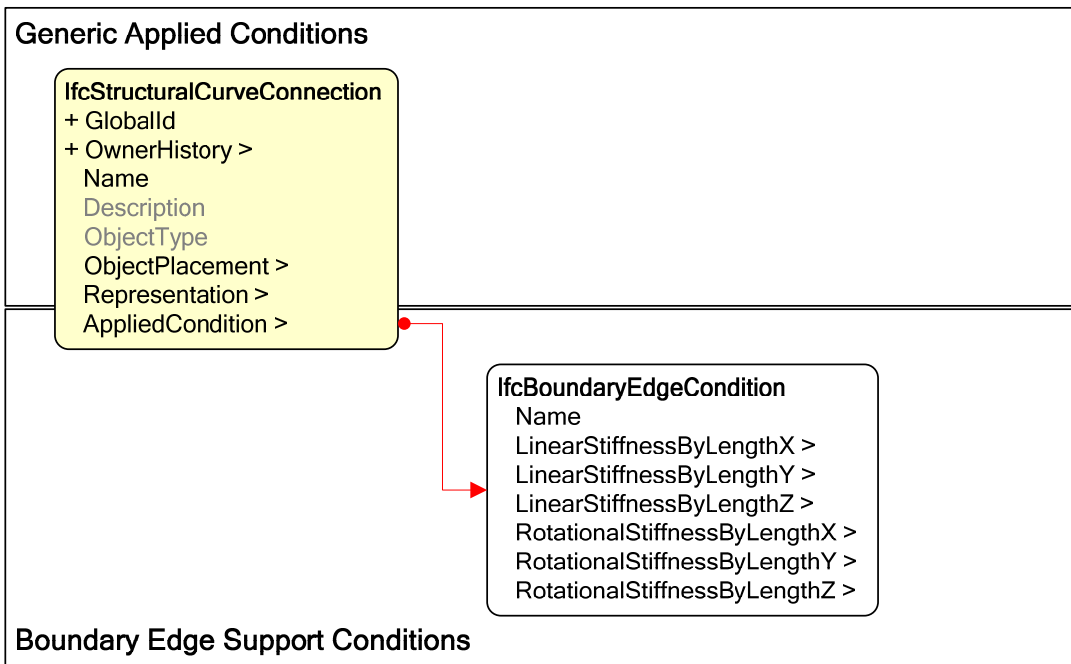 Generic Applied Conditions
IfcStructuralCurveConnection
+ GlobalId
+ OwnerHistory >
Name
Description
ObjectType
ObjectPlacement >
Representation >
AppliedCondition >
IfcBoundaryEdgeCondition
Name
LinearStiffnessByLengthX >
LinearStiffnessByLengthY >
LinearStiffnessByLengthZ >
RotationalStiffnessByLengthX >
RotationalStiffnessByLengthY >
RotationalStiffnessByLengthZ >
Boundary Edge Support Conditions